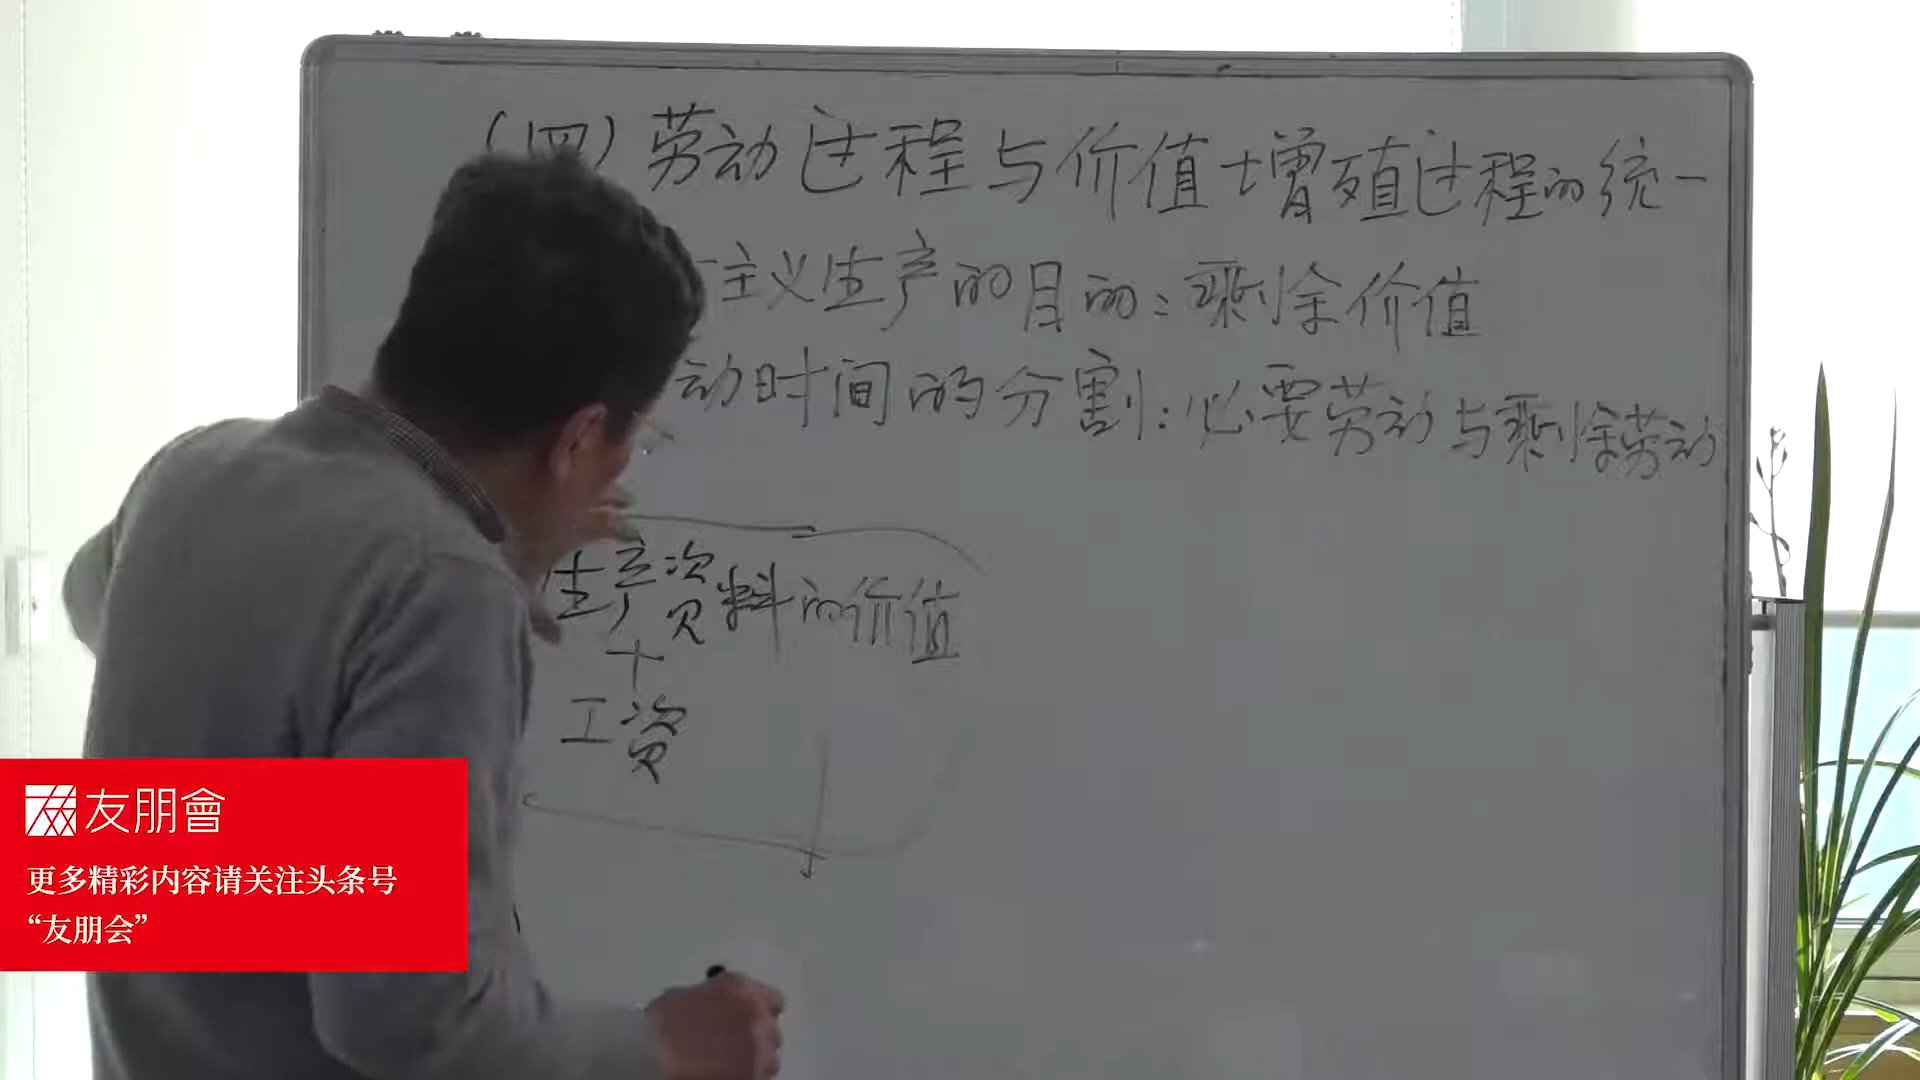 (四) 劳动过程与价值增殖过程的统一
主义生产的目的：剩余价值
动时间的分割：必要劳动与剩余劳动
生产资料的价值
+
工资
友朋會
更多精彩内容请关注头条号
“友朋会”